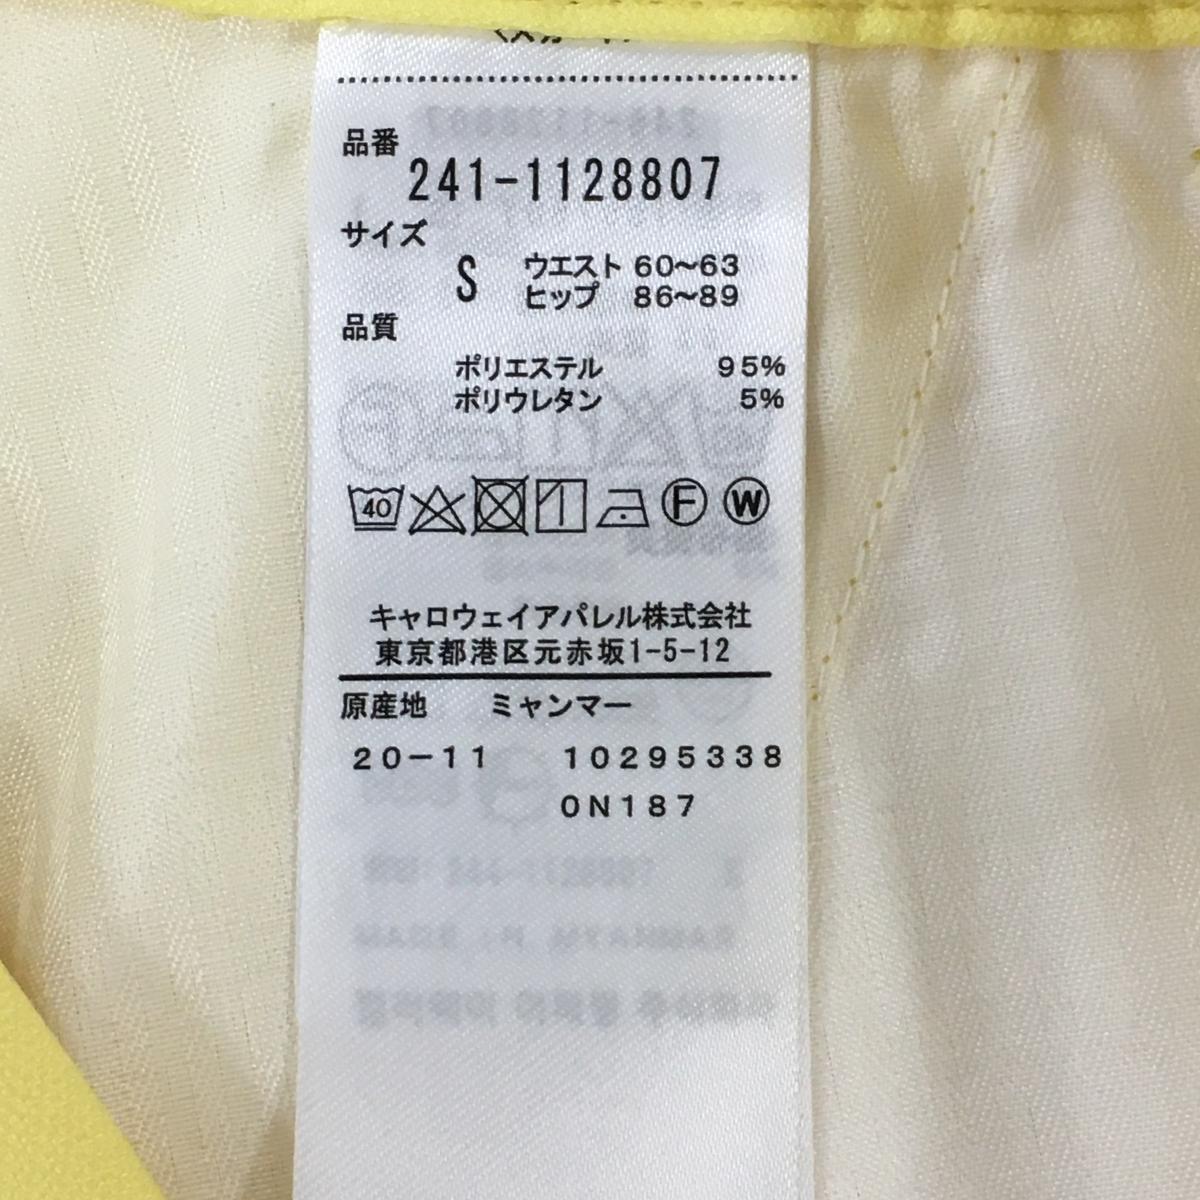 品番
241-1128807
サイズ
S ウエスト 60〜63
ヒップ 86〜89
品質
ポリエステル 95%
ポリウレタン 5%
40 F W
キャロウェイアパレル株式会社
東京都港区元赤坂1-5-12
原産地 ミャンマー
20-11 10295338
0N187